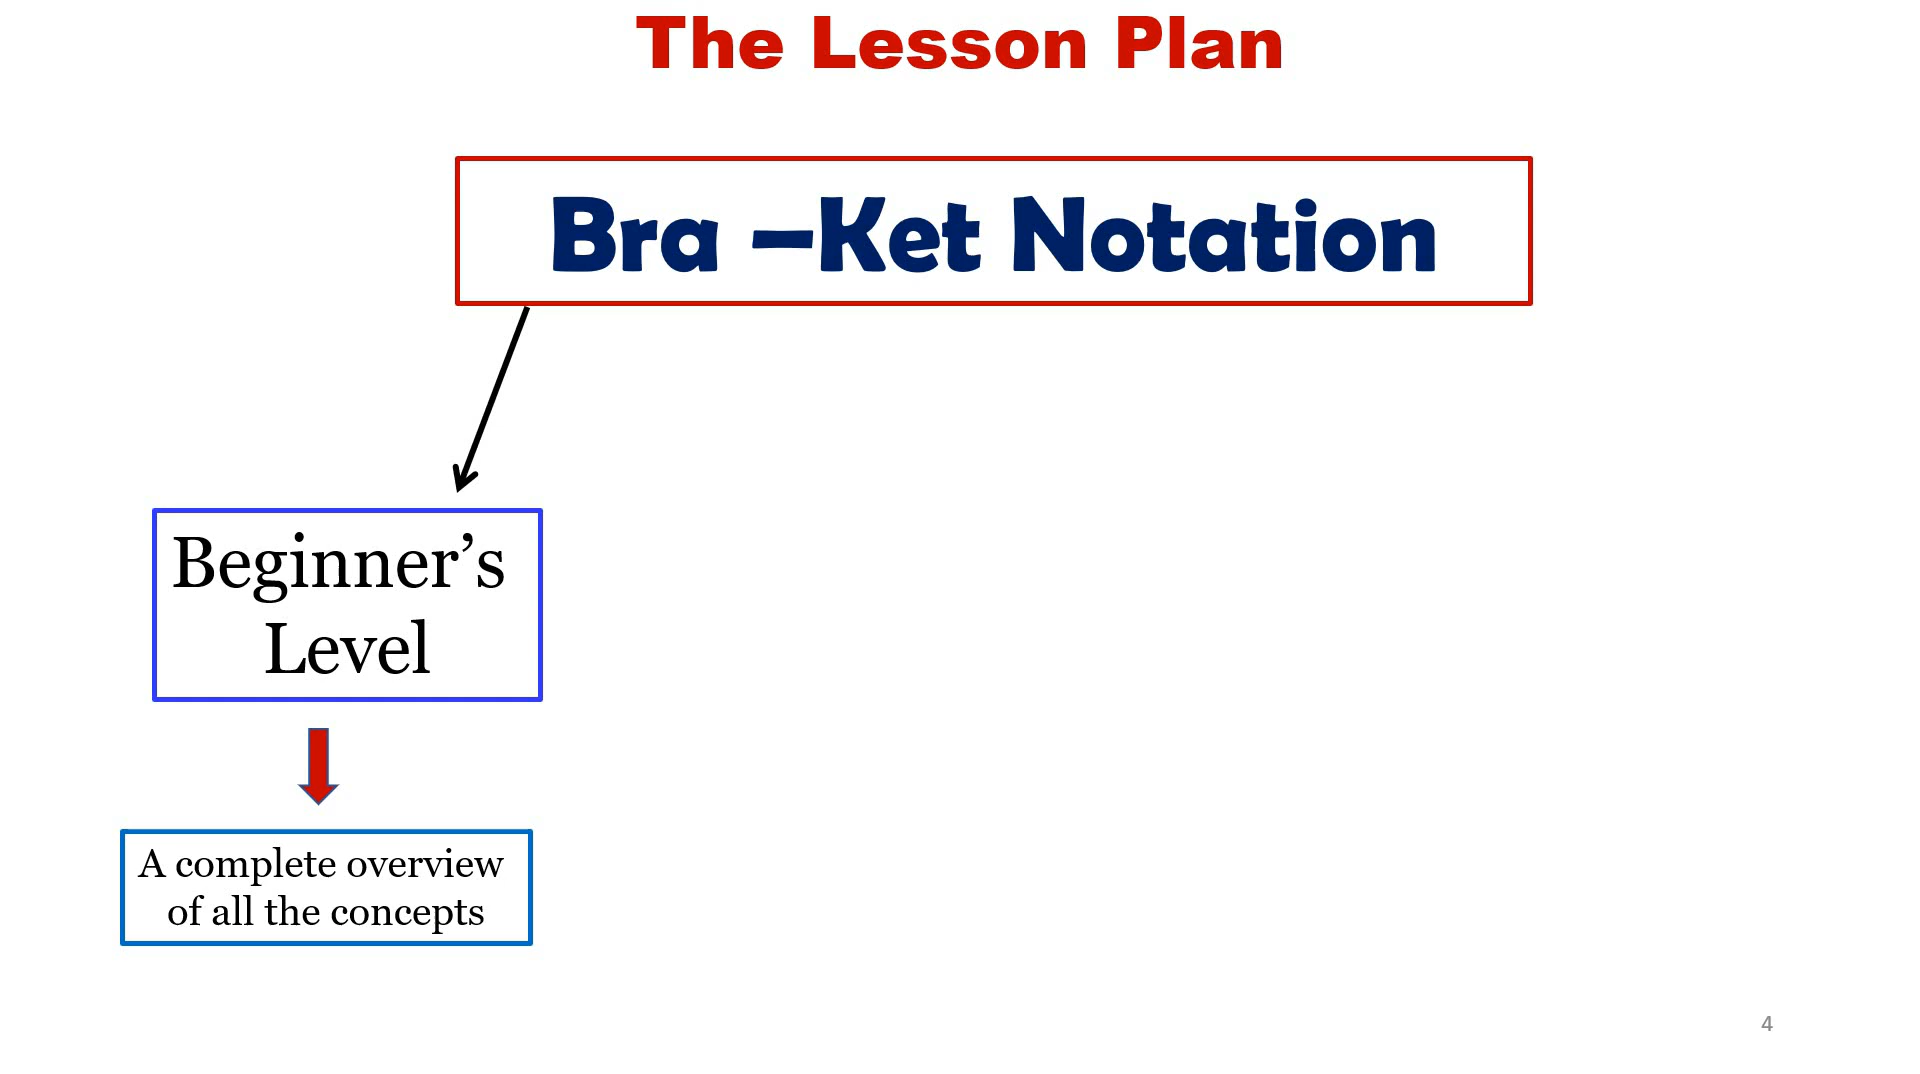 The Lesson Plan
Bra –Ket Notation
Beginner’s
Level
A complete overview
of all the concepts
4